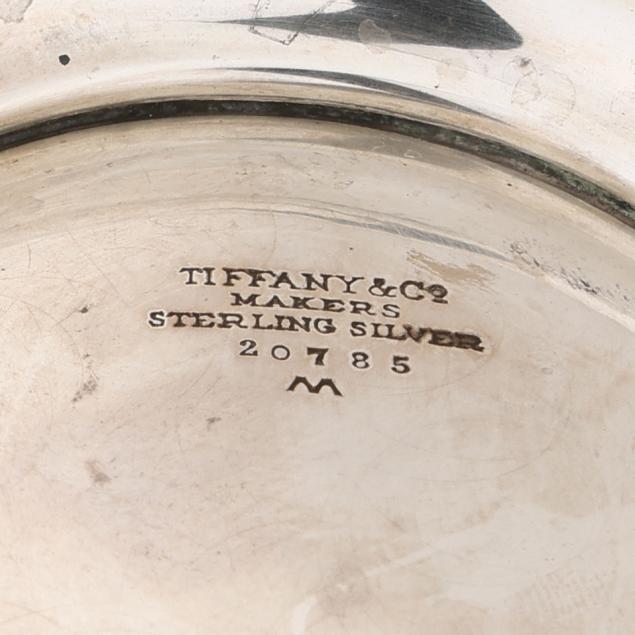 TIFFANY & Cº
MAKERS
STERLING SILVER
20785
M